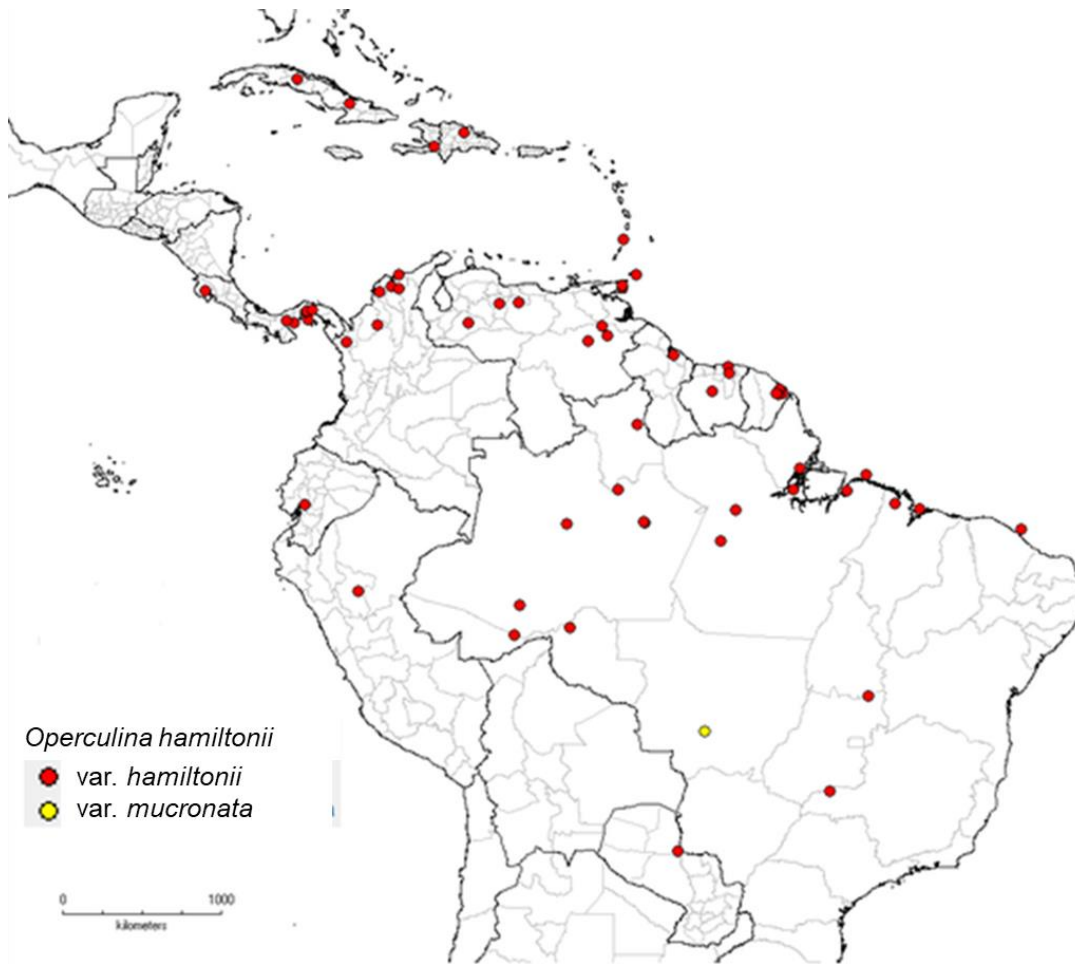 Operculina hamiltonii
var. hamiltonii
var. mucronata
0 1000
kilometers